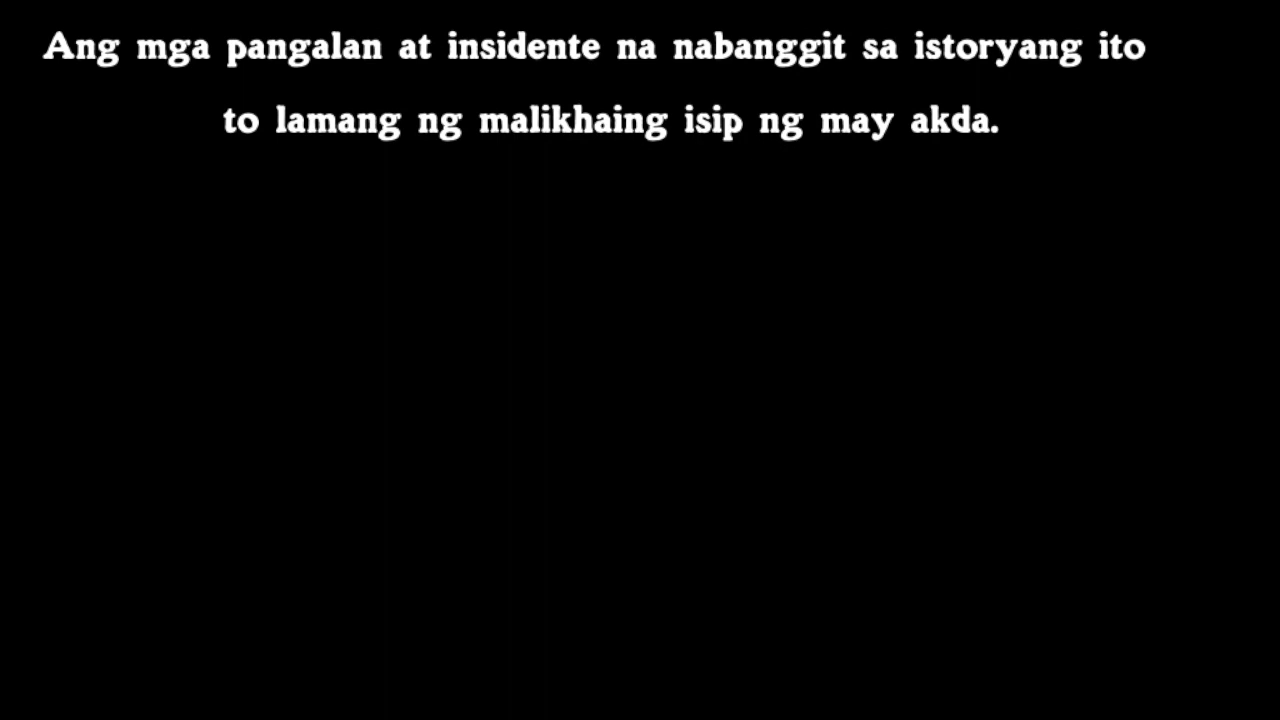 Ang mga pangalan at insidente na nabanggit sa istoryang ito
to lamang ng malikhaing isip ng may akda.